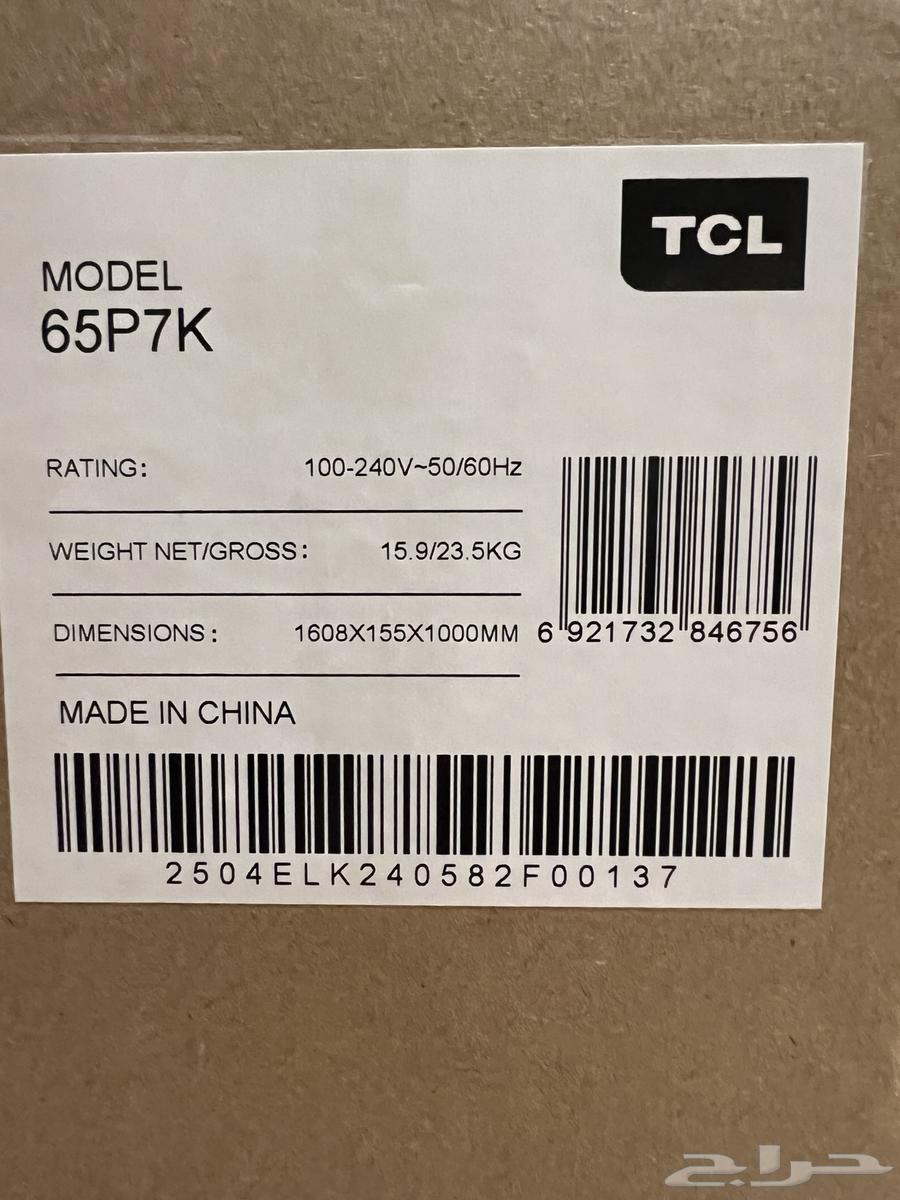 TCL
MODEL
65P7K
RATING: 100-240V~50/60Hz
WEIGHT NET/GROSS: 15.9/23.5KG
DIMENSIONS: 1608X155X1000MM
6 921732 846756
MADE IN CHINA
2504ELK240582F00137
حراج